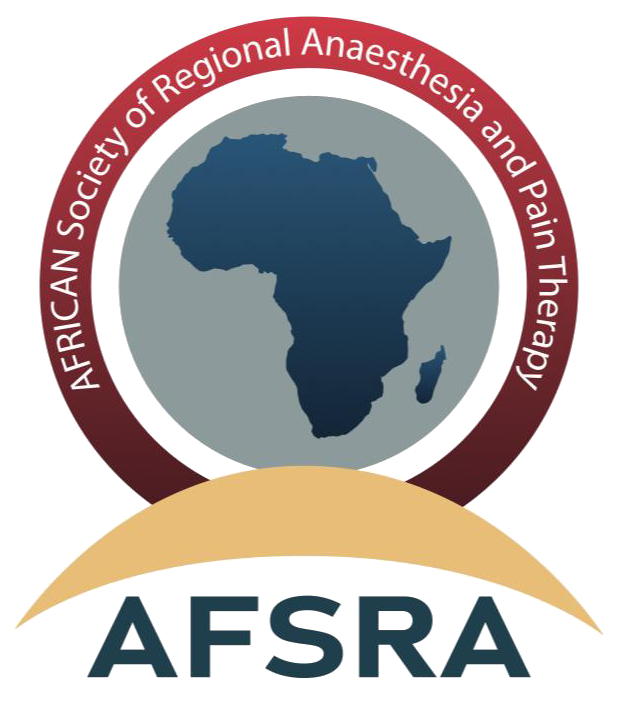 AFRICAN Society of Regional Anaesthesia and Pain Therapy
AFSRA